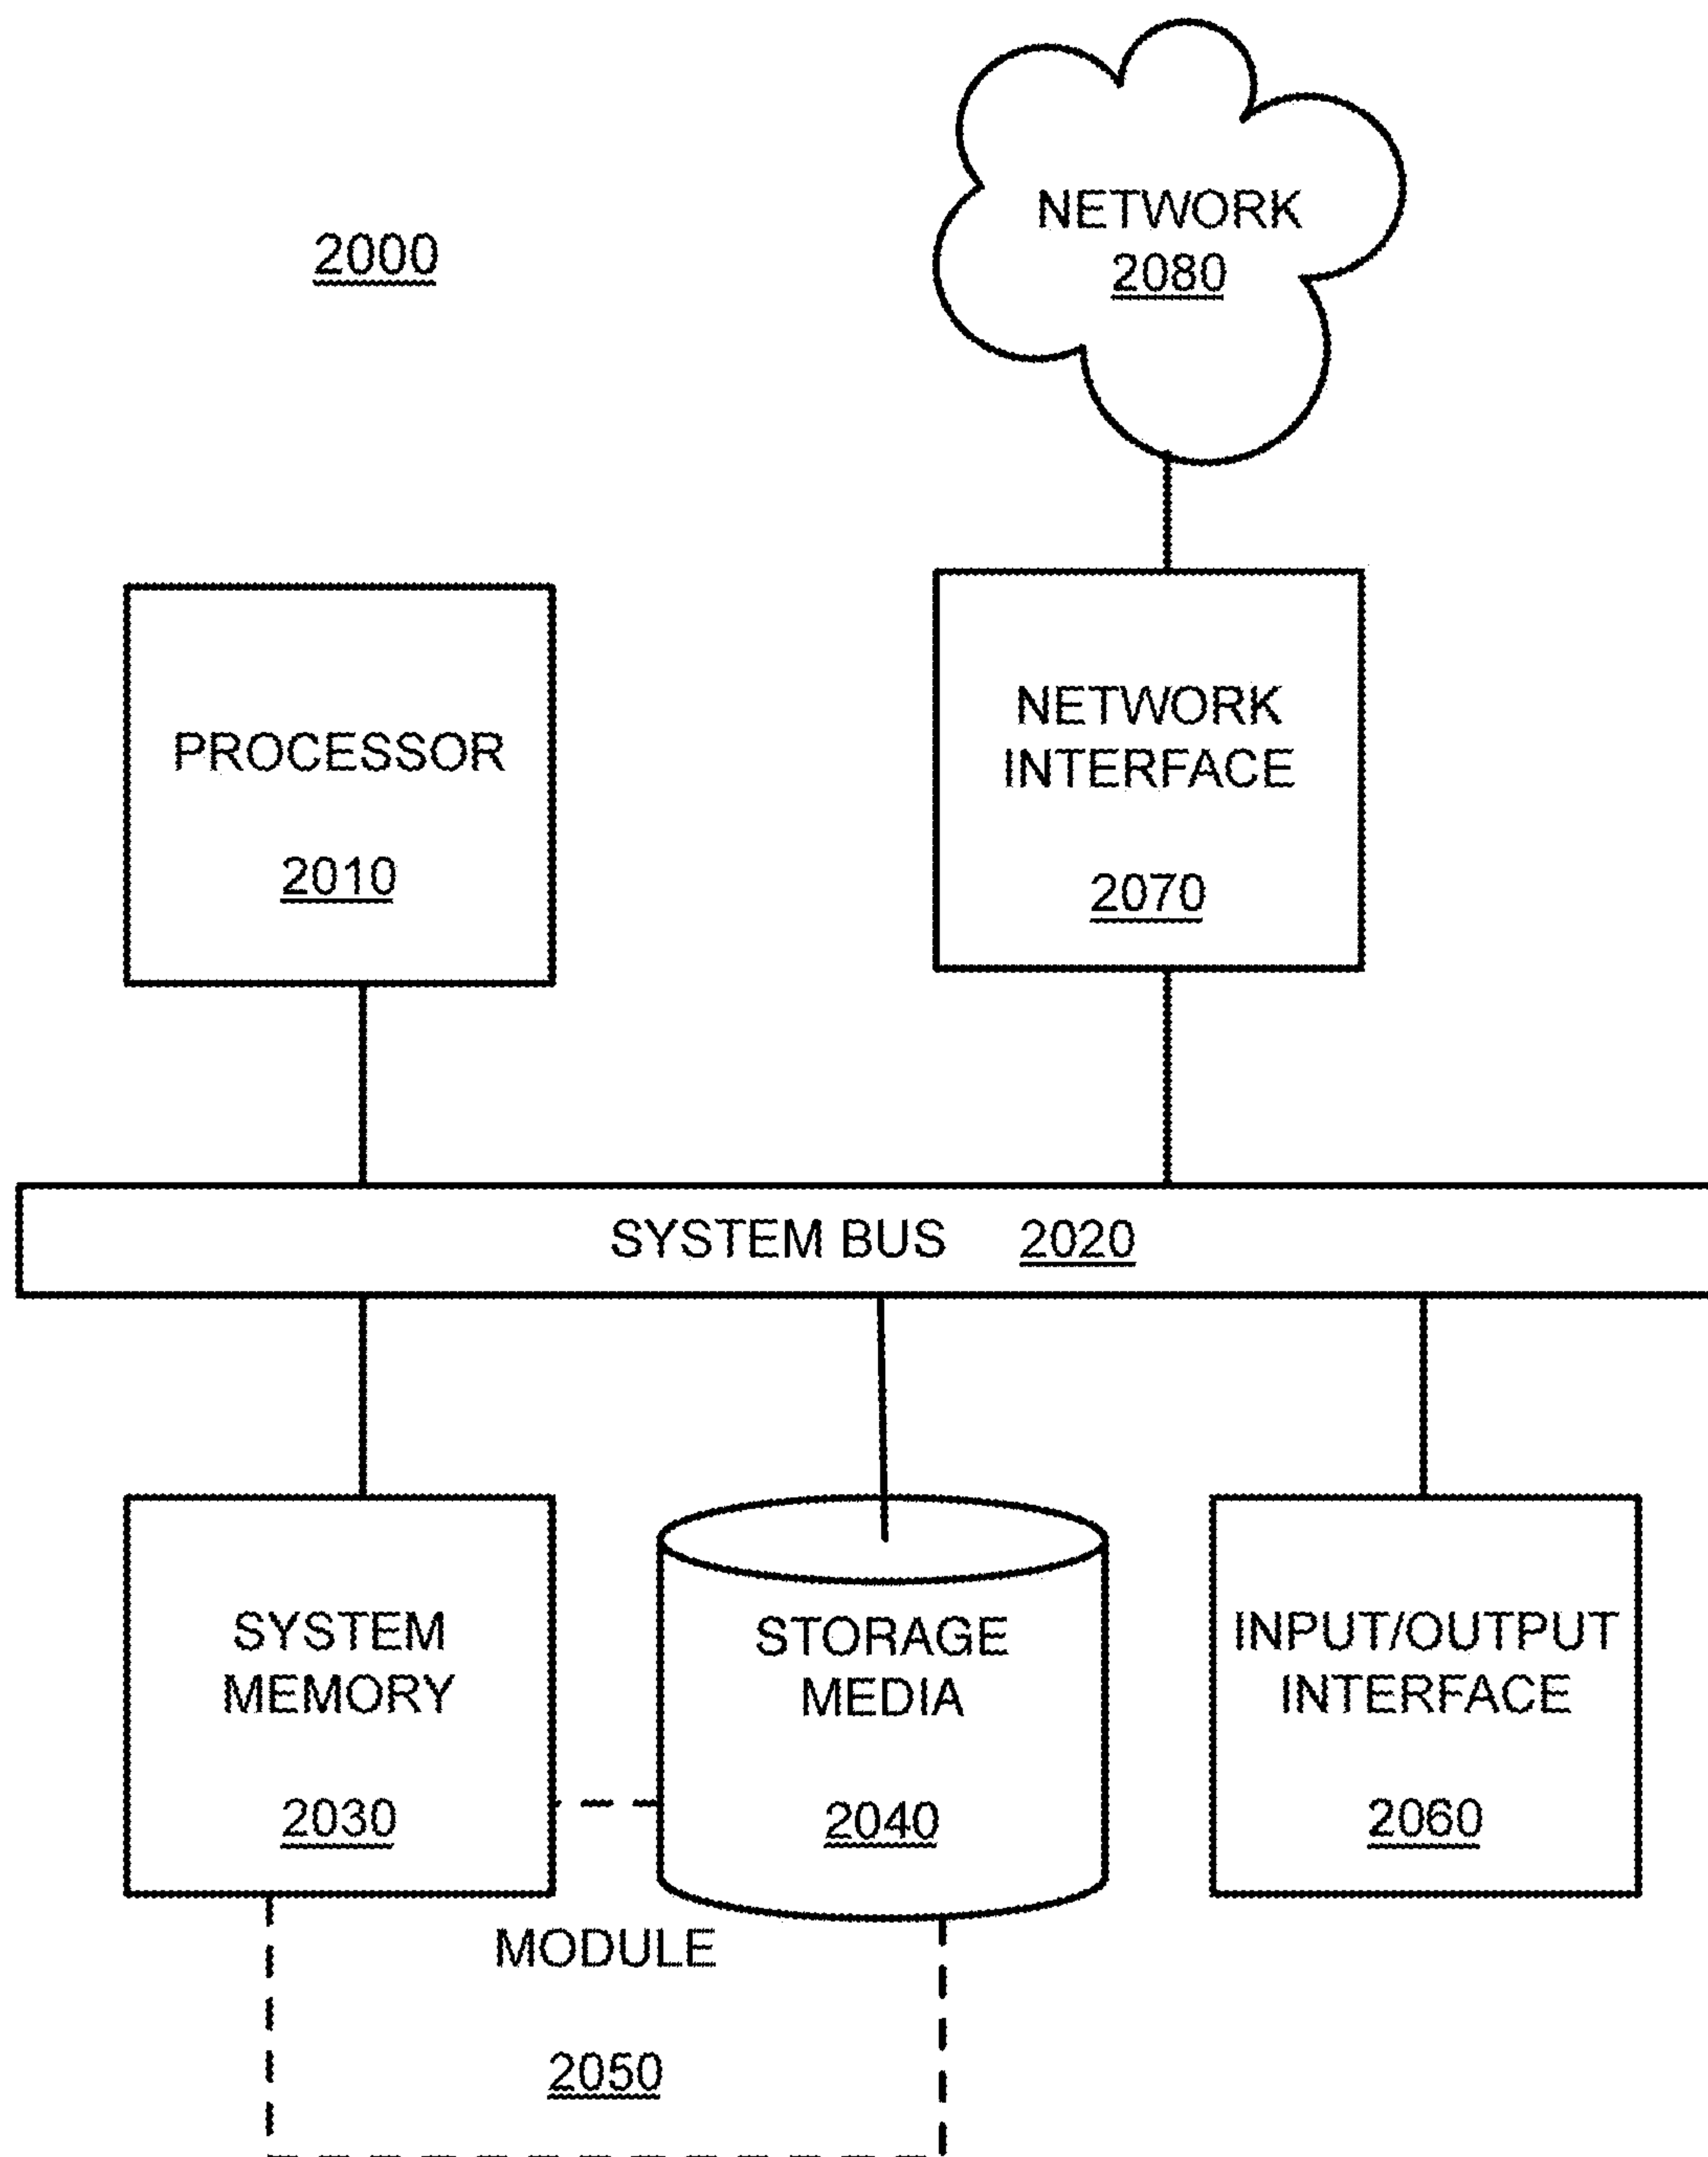 2000
NETWORK
2080
PROCESSOR
2010
NETWORK
INTERFACE
2070
SYSTEM BUS 2020
SYSTEM
MEMORY
2030
STORAGE
MEDIA
2040
INPUT/OUTPUT
INTERFACE
2060
MODULE
2050